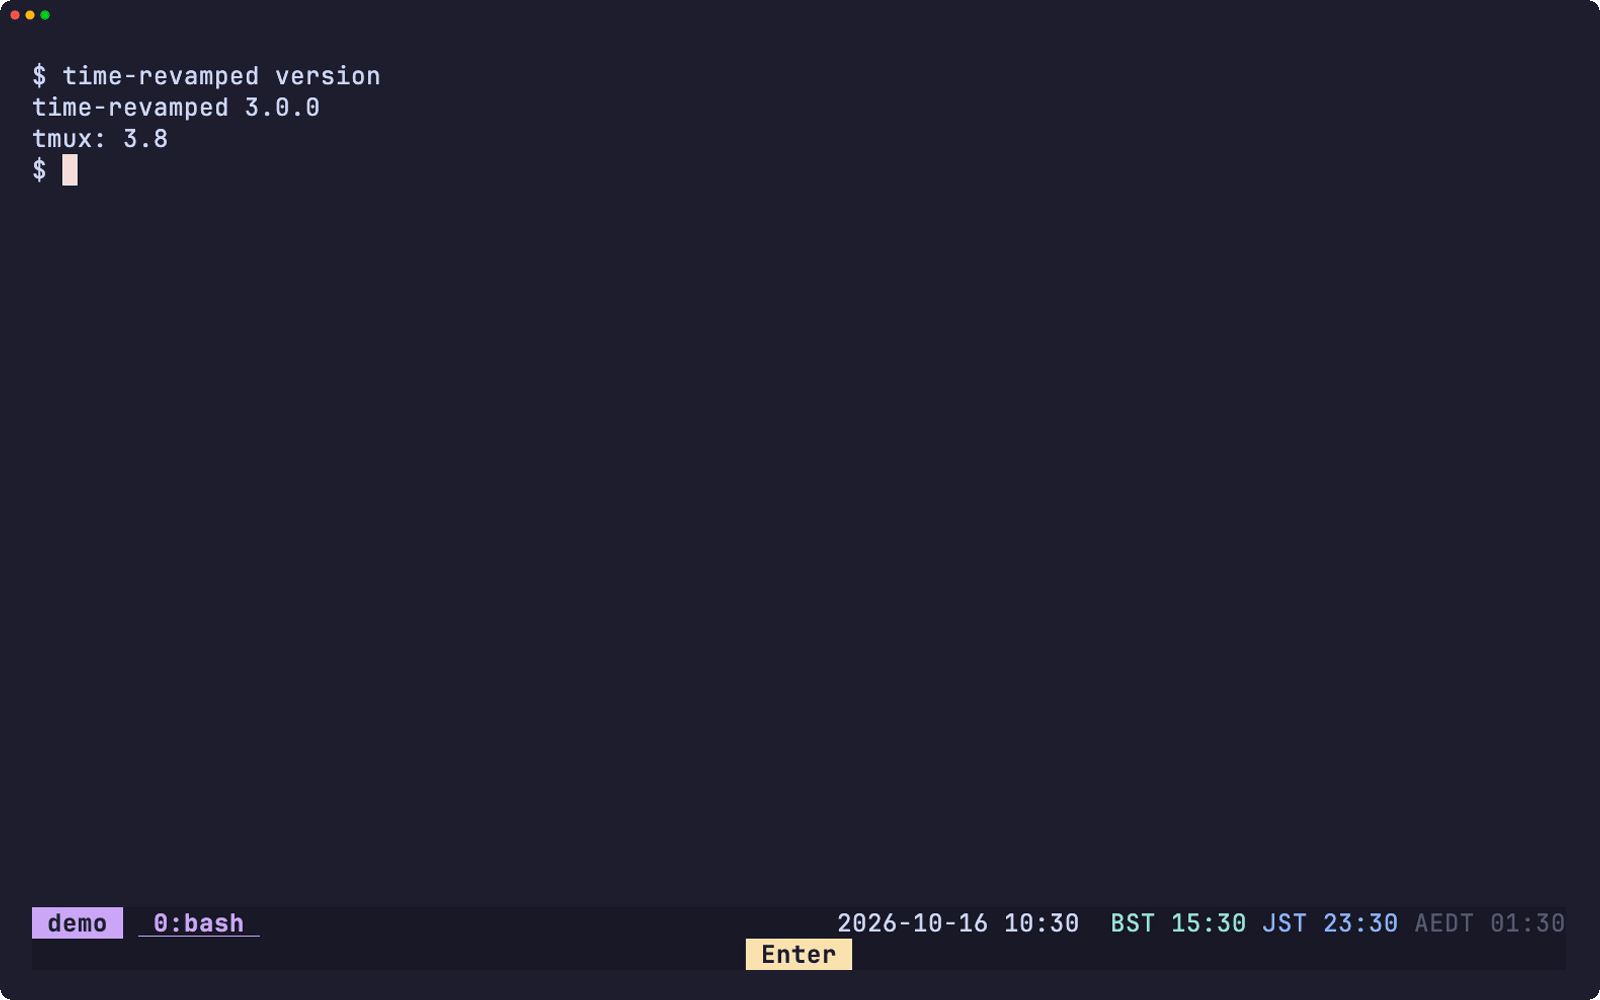 $ time-revamped version
time-revamped 3.0.0
tmux: 3.8
$
demo 0:bash 2026-10-16 10:30 BST 15:30 JST 23:30 AEDT 01:30
Enter